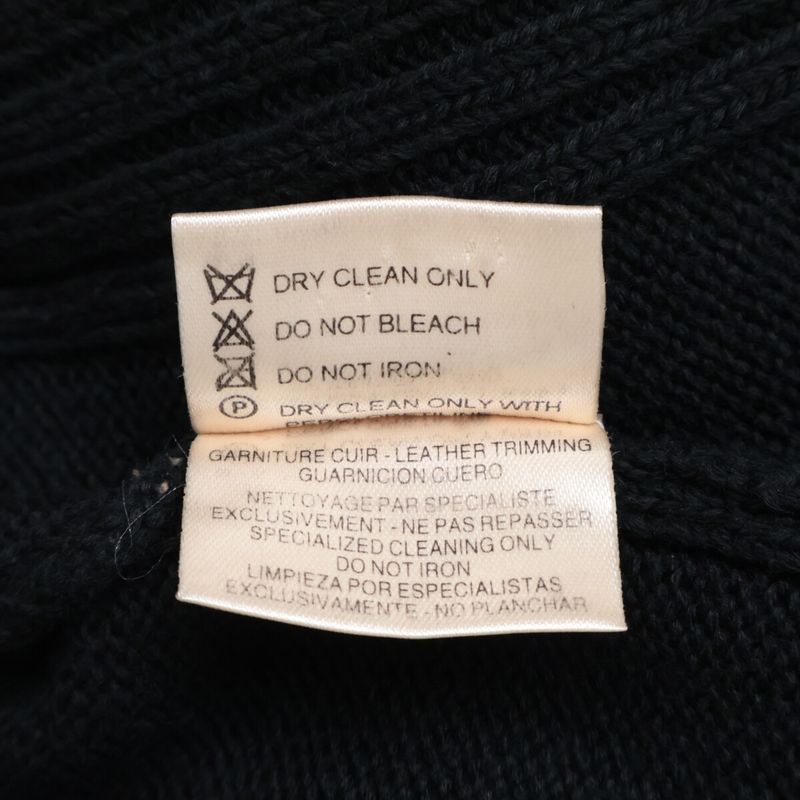 DRY CLEAN ONLY
DO NOT BLEACH
DO NOT IRON
P DRY CLEAN ONLY WITH
GARNITURE CUIR - LEATHER TRIMMING
GUARNICION CUERO
NETTOYAGE PAR SPECIALISTE
EXCLUSIVEMENT - NE PAS REPASSER
SPECIALIZED CLEANING ONLY
DO NOT IRON
LIMPIEZA POR ESPECIALISTAS
EXCLUSIVAMENTE - NO PLANCHAR